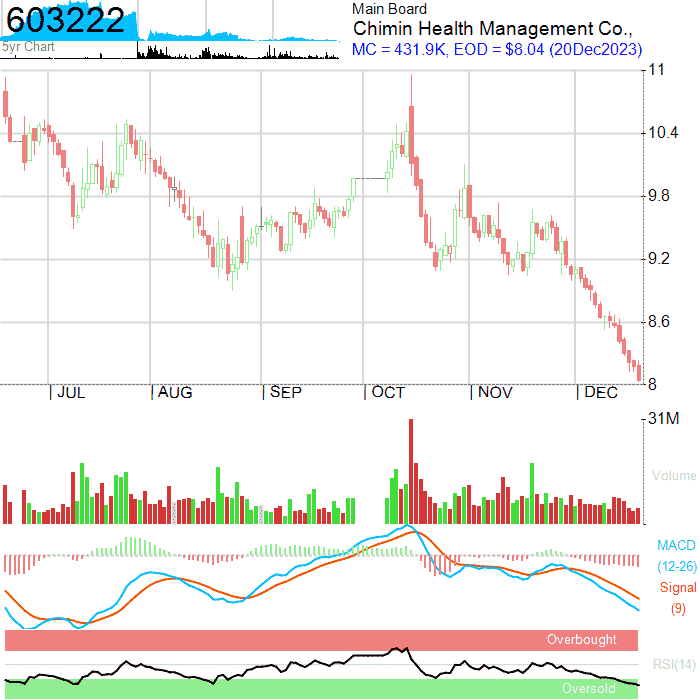 603222
5yr Chart
Main Board
Chimin Health Management Co.,
MC = 431.9K, EOD = $8.04 (20Dec2023)
11
10.4
9.8
9.2
8.6
8
JUL
AUG
SEP
OCT
NOV
DEC
31M
Volume
MACD
(12-26)
Signal
(9)
Overbought
RSI(14)
Oversold